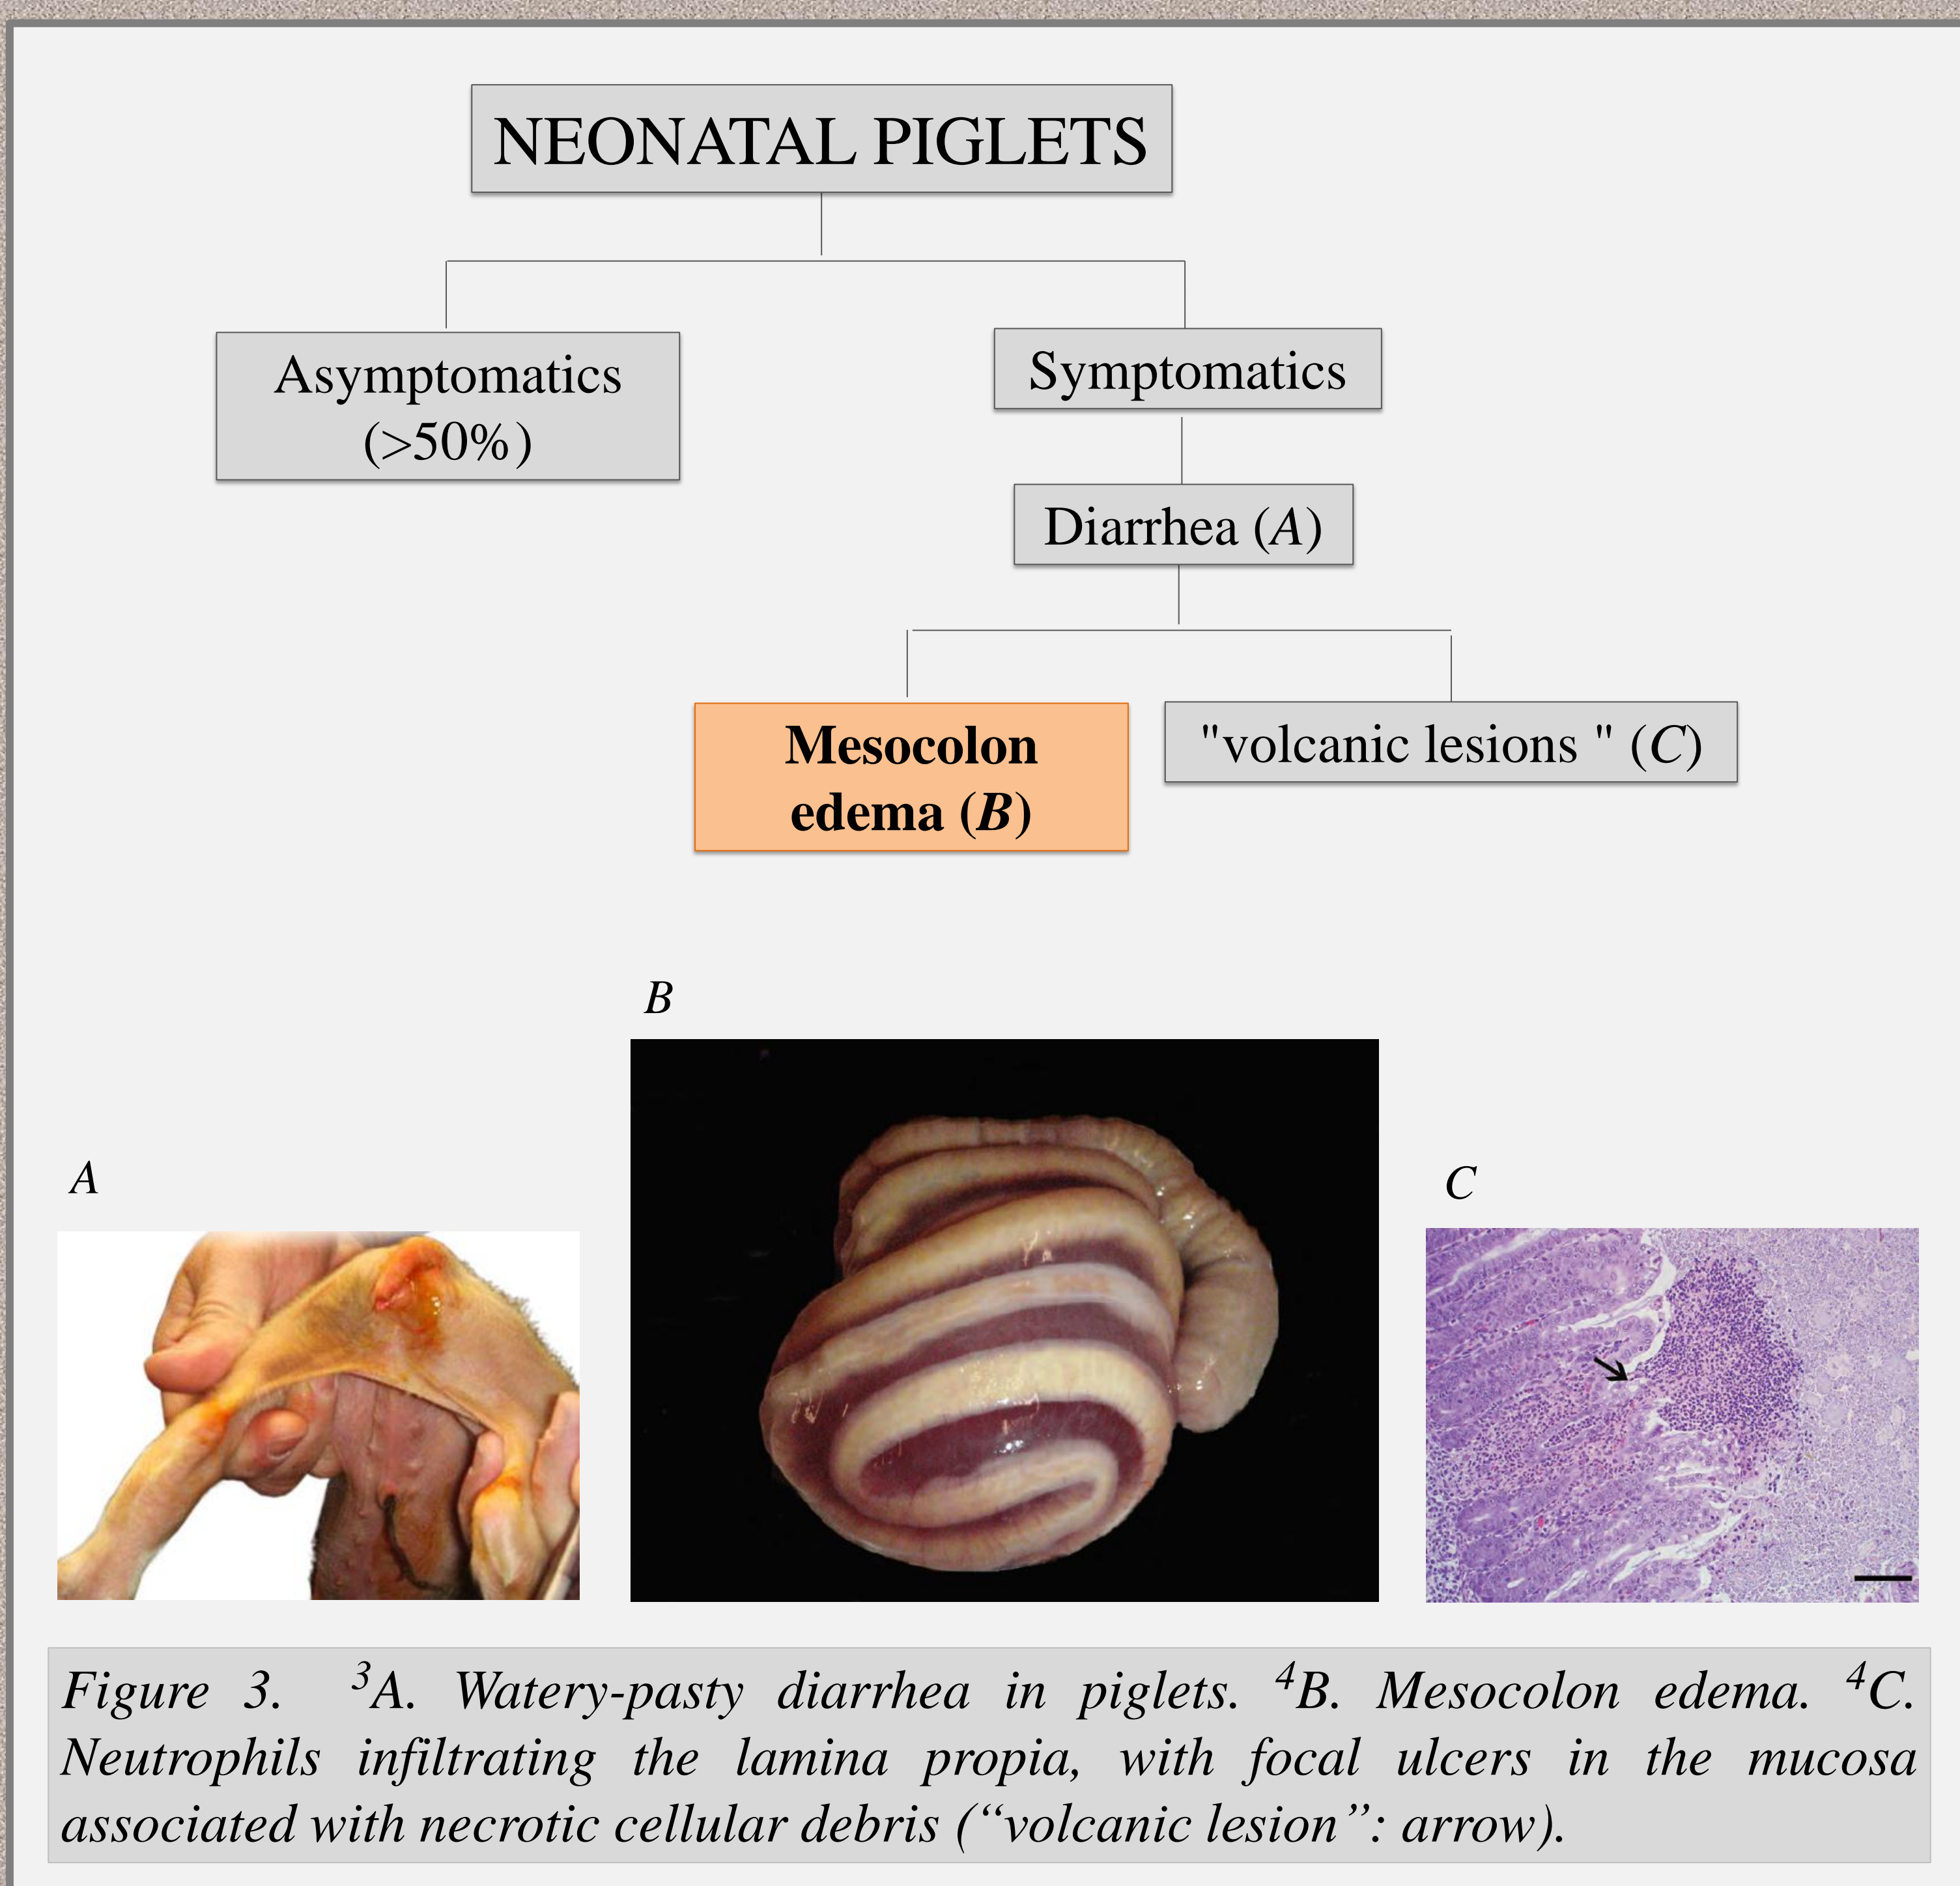 NEONATAL PIGLETS
Asymptomatics
(>50%)
Symptomatics
Diarrhea (A)
Mesocolon
edema (B)
"volcanic lesions " (C)
B
A
C
Figure 3. ³A. Watery-pasty diarrhea in piglets. ⁴B. Mesocolon edema. ⁴C.
Neutrophils infiltrating the lamina propia, with focal ulcers in the mucosa
associated with necrotic cellular debris (“volcanic lesion”: arrow).